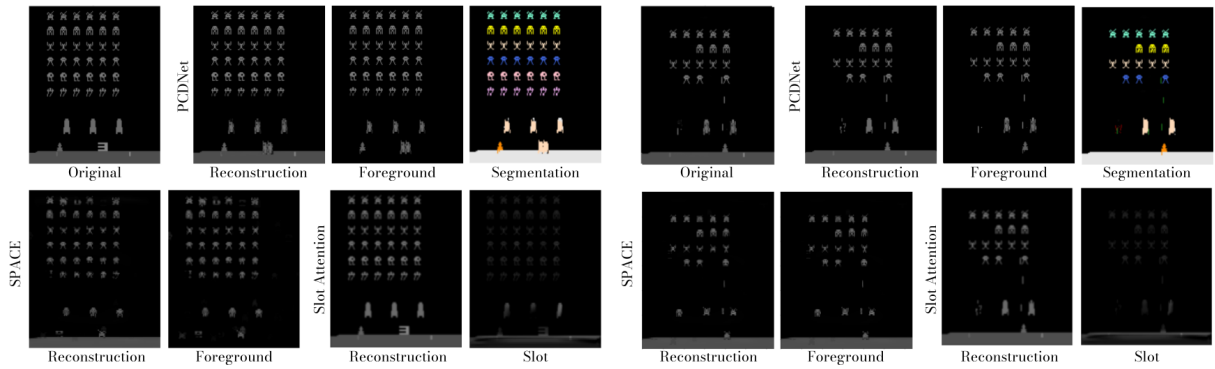 PCDNet
Original
Reconstruction
Foreground
Segmentation
PCDNet
Original
Reconstruction
Foreground
Segmentation
SPACE
Reconstruction
Foreground
Slot Attention
Reconstruction
Slot
SPACE
Reconstruction
Foreground
Slot Attention
Reconstruction
Slot